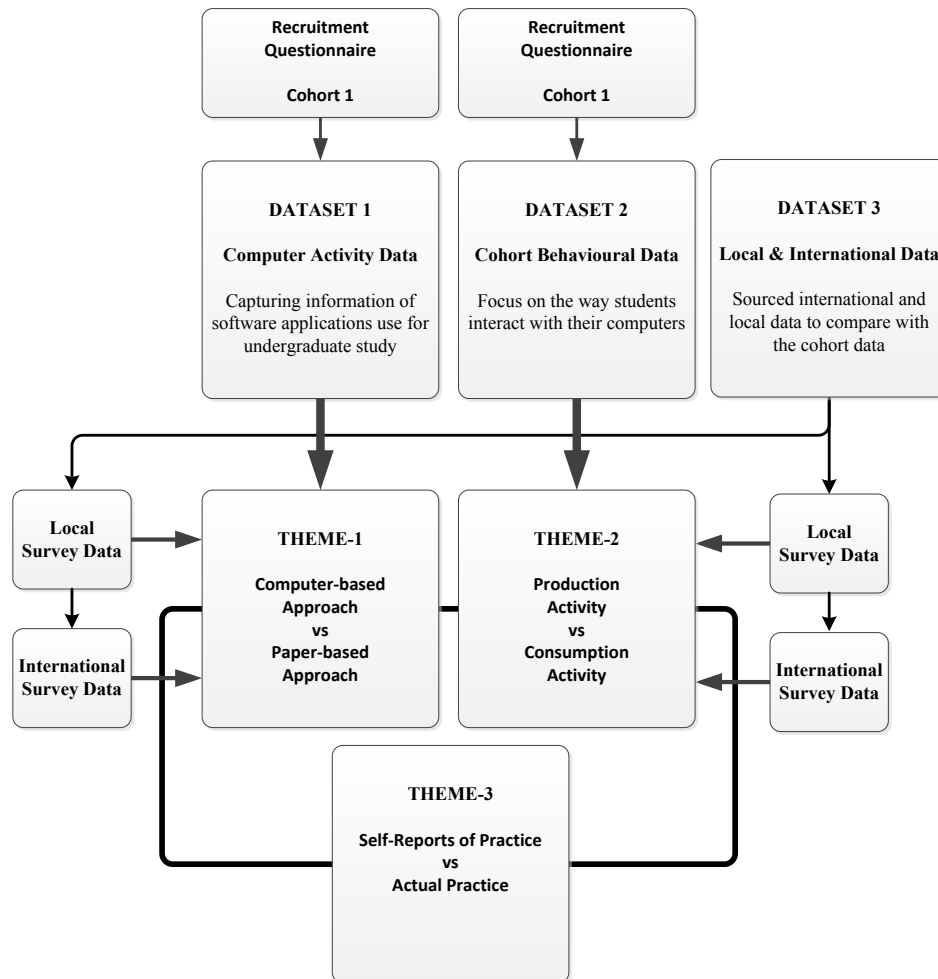 Recruitment
Questionnaire
Cohort 1
Recruitment
Questionnaire
Cohort 1
DATASET 1
Computer Activity Data
Capturing information of
software applications use for
undergraduate study
DATASET 2
Cohort Behavioural Data
Focus on the way students
interact with their computers
DATASET 3
Local & International Data
Sourced international and
local data to compare with
the cohort data
Local
Survey Data
International
Survey Data
THEME-1
Computer-based
Approach
vs
Paper-based
Approach
THEME-2
Production
Activity
vs
Consumption
Activity
Local
Survey Data
International
Survey Data
THEME-3
Self-Reports of Practice
vs
Actual Practice